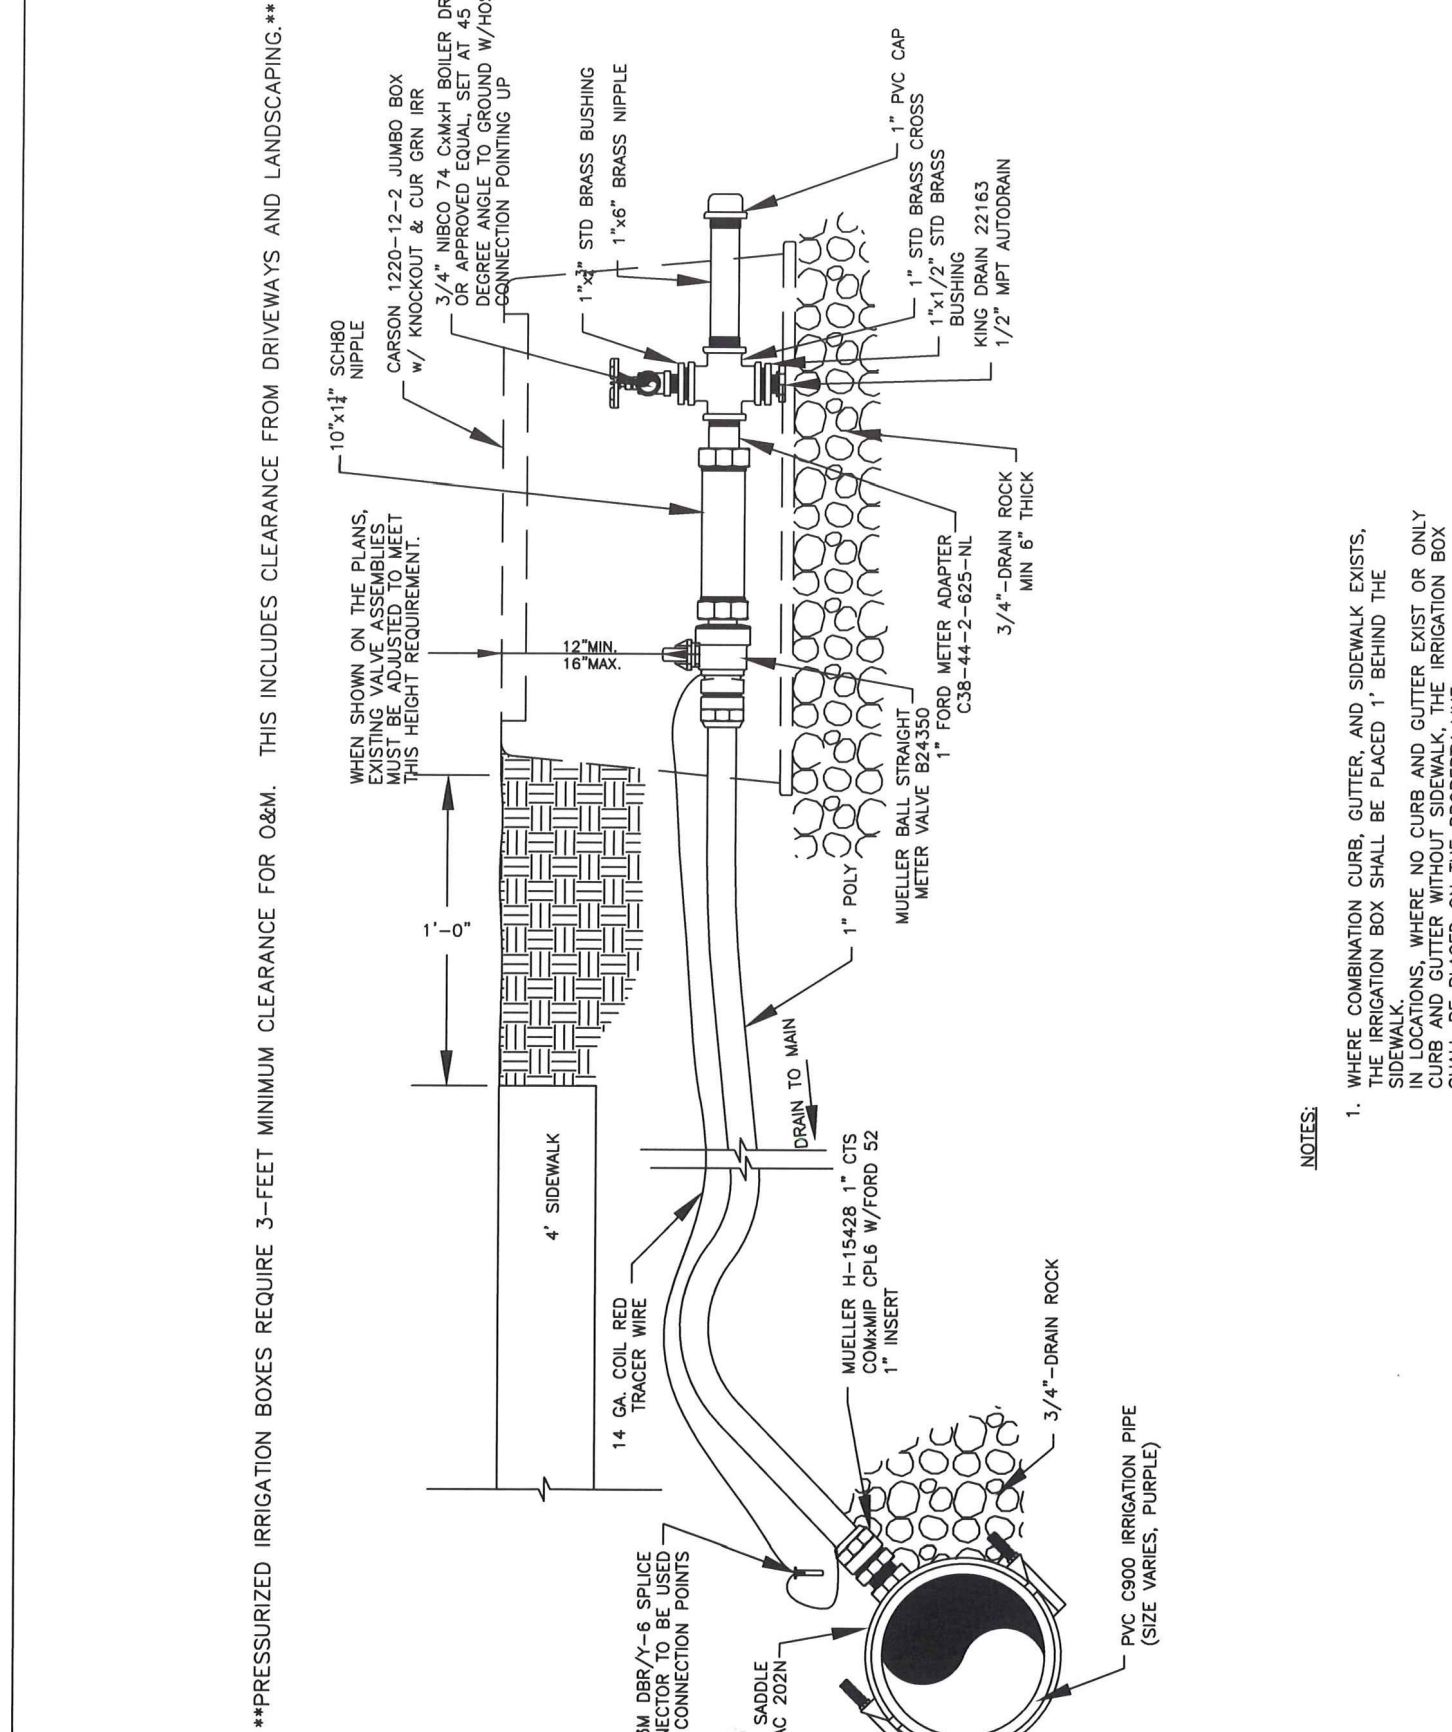 **PRESSURIZED IRRIGATION BOXES REQUIRE 3-FEET MINIMUM CLEARANCE FOR O&M.  THIS INCLUDES CLEARANCE FROM DRIVEWAYS AND LANDSCAPING.**
10"x1¼" SCH80
NIPPLE
WHEN SHOWN ON THE PLANS,
EXISTING VALVE ASSEMBLIES
MUST BE ADJUSTED TO MEET
THIS HEIGHT REQUIREMENT.
CARSON 1220-12-2 JUMBO BOX
w/ KNOCKOUT & CUR GRN IRR
3/4" NIBCO 74 CxMxH BOILER
OR APPROVED EQUAL, SET AT 45
DEGREE ANGLE TO GROUND
CONNECTION POINTING UP
1"x¾" STD BRASS BUSHING
1"x6" BRASS NIPPLE
1'-0"
12"MIN.
16"MAX.
4' SIDEWALK
14 GA. COIL RED
TRACER WIRE
DBR/Y-6 SPLICE
TO BE USED
CONNECTION POINTS
SADDLE
202N
DRAIN TO MAIN
MUELLER H-15428 1" CTS
COMxMIP CPL6 W/FORD 52
1" INSERT
1" POLY
MUELLER BALL STRAIGHT
METER VALVE B24350
1" FORD METER ADAPTER
C38-44-2-625-NL
3/4"-DRAIN ROCK
MIN 6" THICK
1" PVC CAP
1" STD BRASS CROSS
1"x1/2" STD BRASS
BUSHING
KING DRAIN 22163
1/2" MPT AUTODRAIN
3/4"-DRAIN ROCK
PVC C900 IRRIGATION PIPE
(SIZE VARIES, PURPLE)
NOTES:
1. WHERE COMBINATION CURB, GUTTER, AND SIDEWALK EXISTS,
THE IRRIGATION BOX SHALL BE PLACED 1' BEHIND THE
SIDEWALK.
IN LOCATIONS, WHERE NO CURB AND GUTTER EXIST OR ONLY
CURB AND GUTTER WITHOUT SIDEWALK, THE IRRIGATION BOX